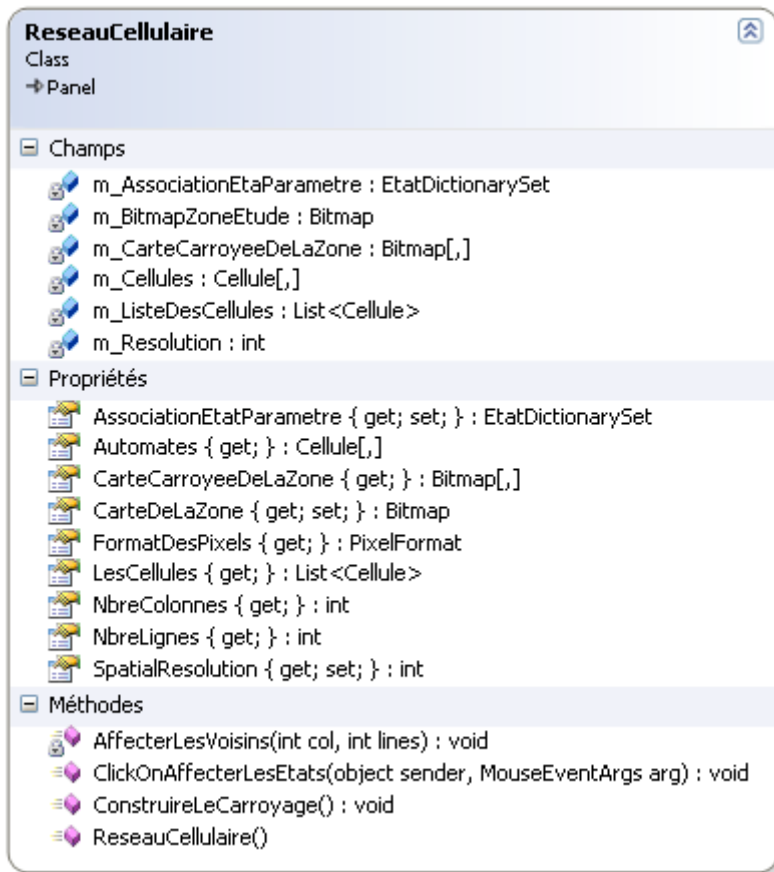 ReseauCellulaire
Class
Panel
Champs
m_AssociationEtaParametre : EtatDictionarySet
m_BitmapZoneEtude : Bitmap
m_CarteCarroyeeDeLaZone : Bitmap[,]
m_Cellules : Cellule[,]
m_ListeDesCellules : List<Cellule>
m_Resolution : int
Propriétés
AssociationEtatParametre { get; set; } : EtatDictionarySet
Automates { get; } : Cellule[,]
CarteCarroyeeDeLaZone { get; } : Bitmap[,]
CarteDeLaZone { get; set; } : Bitmap
FormatDesPixels { get; } : PixelFormat
LesCellules { get; } : List<Cellule>
NbreColonnes { get; } : int
NbreLignes { get; } : int
SpatialResolution { get; set; } : int
Méthodes
AffecterLesVoisins(int col, int lines) : void
ClickOnAffecterLesEtats(object sender, MouseEventArgs arg) : void
ConstruireLeCarroyage() : void
ReseauCellulaire()